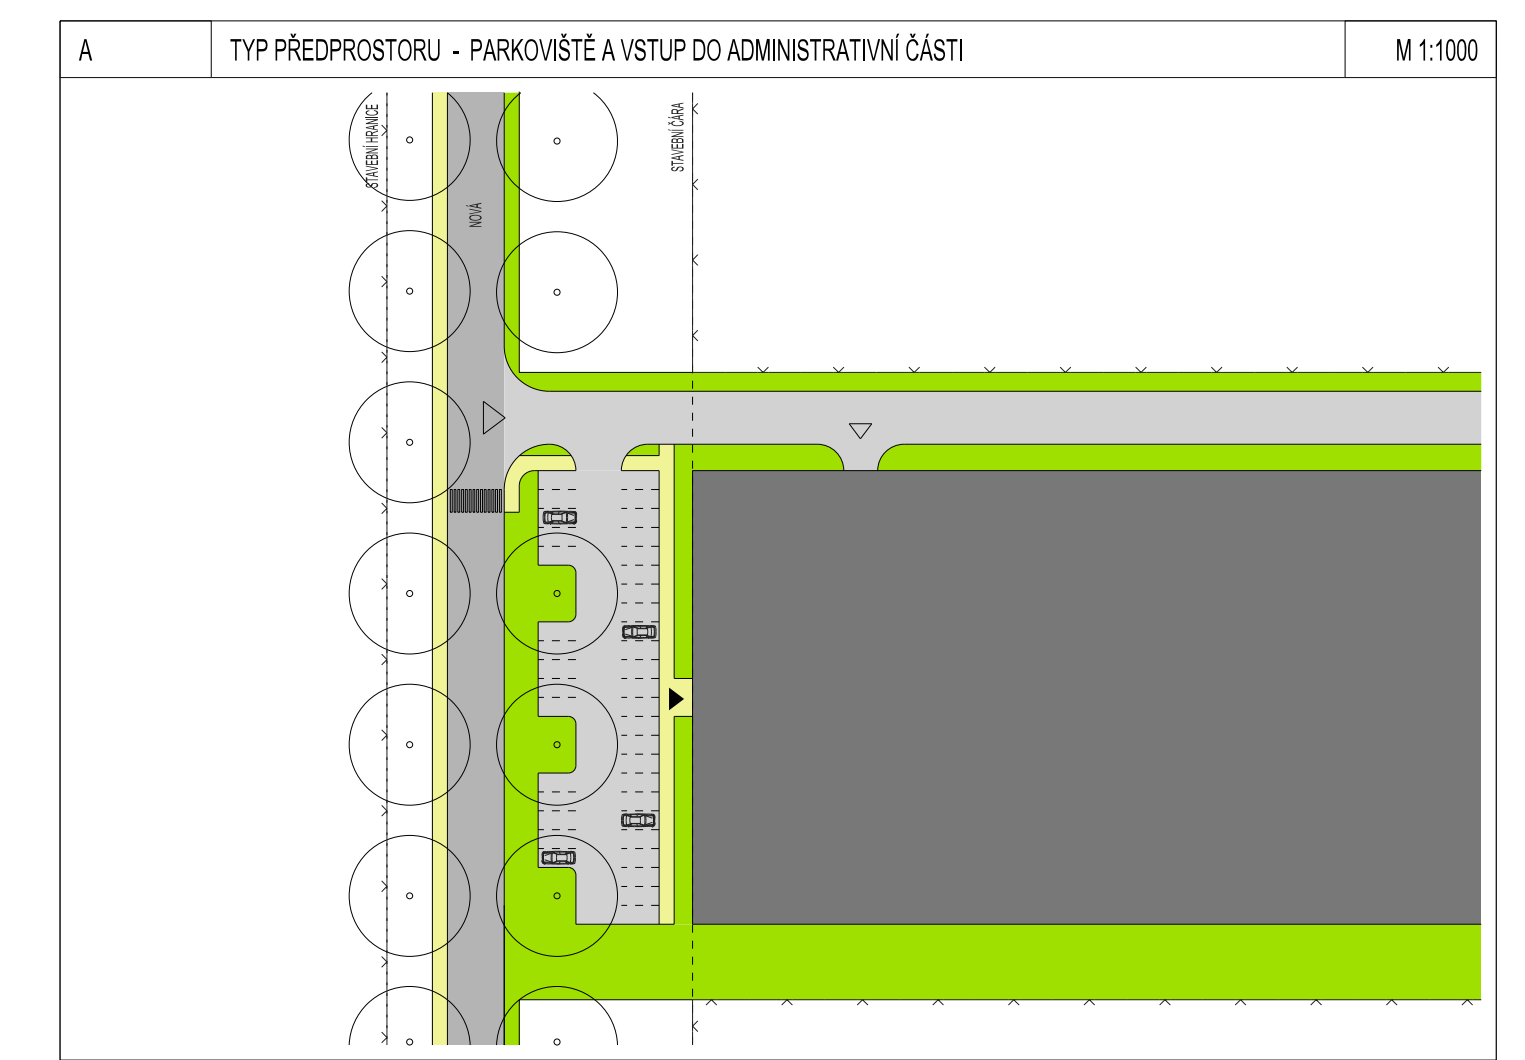 A
TYP PŘEDPROSTORU - PARKOVIŠTĚ A VSTUP DO ADMINISTRATIVNÍ ČÁSTI
M 1:1000
STAVEBNÍ HRANICE
STAVEBNÍ ČÁRA
NOVÁ